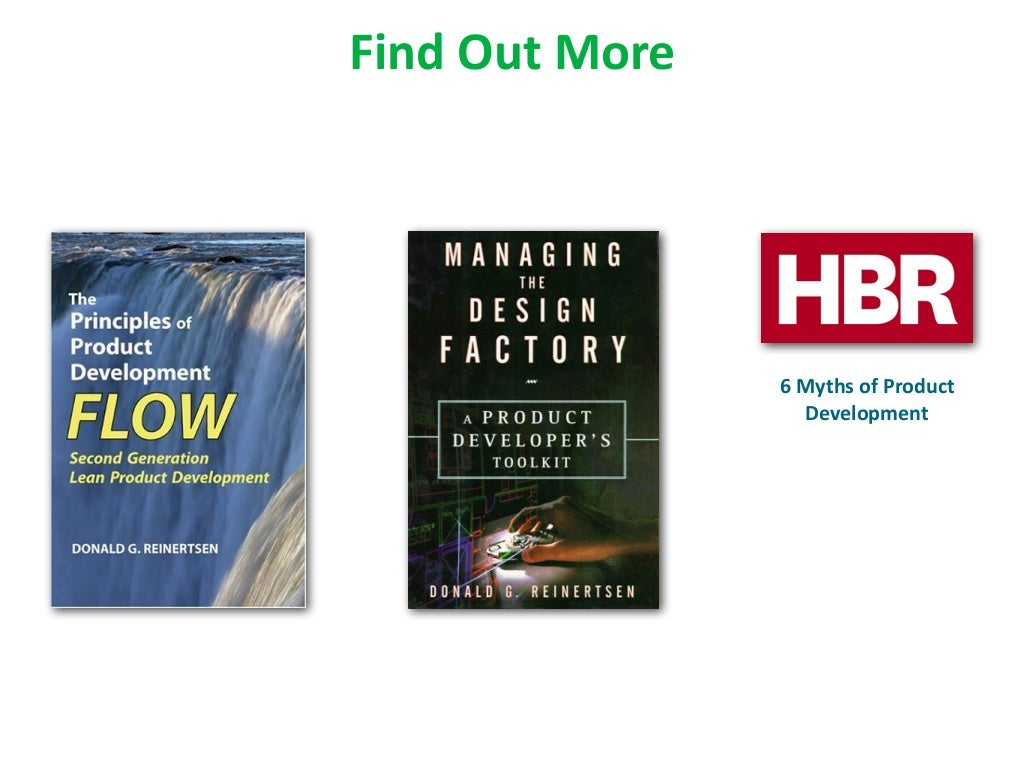 Find Out More
The
Principles of
Product
Development
FLOW
Second Generation
Lean Product Development
DONALD G. REINERTSEN
MANAGING
THE
DESIGN
FACTORY
A PRODUCT
DEVELOPER'S
TOOLKIT
DONALD G. REINERTSEN
HBR
6 Myths of Product
Development